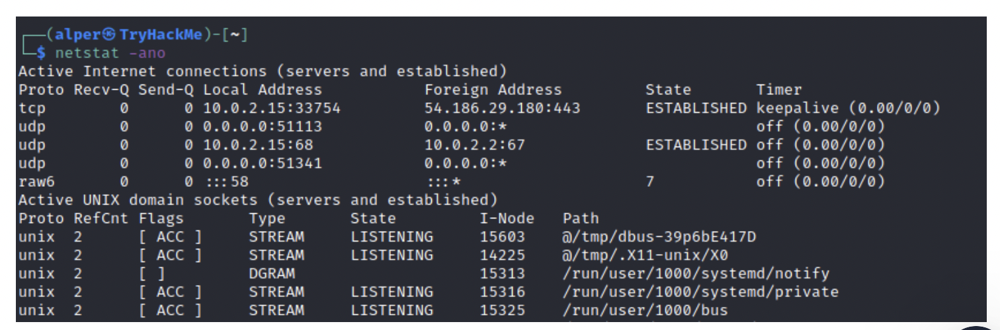 (alper㉿TryHackMe)-[~]
$ netstat -ano
Active Internet connections (servers and established)
Proto Recv-Q Send-Q Local Address Foreign Address State Timer
tcp 0 0 10.0.2.15:33754 54.186.29.180:443 ESTABLISHED keepalive (0.00/0/0)
udp 0 0 0.0.0.0:51113 0.0.0.0:* off (0.00/0/0)
udp 0 0 10.0.2.15:68 10.0.2.2:67 ESTABLISHED off (0.00/0/0)
udp 0 0 0.0.0.0:51341 0.0.0.0:* off (0.00/0/0)
raw6 0 0 :::58 :::* 7 off (0.00/0/0)
Active UNIX domain sockets (servers and established)
Proto RefCnt Flags Type State I-Node Path
unix 2 [ ACC ] STREAM LISTENING 15603 @/tmp/dbus-39p6bE417D
unix 2 [ ACC ] STREAM LISTENING 14225 @/tmp/.X11-unix/X0
unix 2 [ ] DGRAM 15313 /run/user/1000/systemd/notify
unix 2 [ ACC ] STREAM LISTENING 15316 /run/user/1000/systemd/private
unix 2 [ ACC ] STREAM LISTENING 15325 /run/user/1000/bus